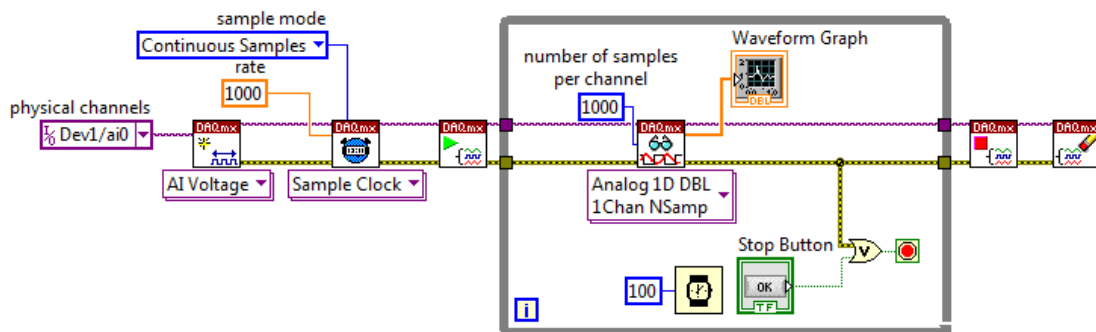 sample mode
Continuous Samples
rate
1000
physical channels
I/O Dev1/ai0
DAQmx
AI Voltage
DAQmx
Sample Clock
DAQmx
number of samples
per channel
1000
DAQmx
Analog 1D DBL
1Chan NSamp
Waveform Graph
DBL
Stop Button
OK
TF
V
100
i
DAQmx
DAQmx